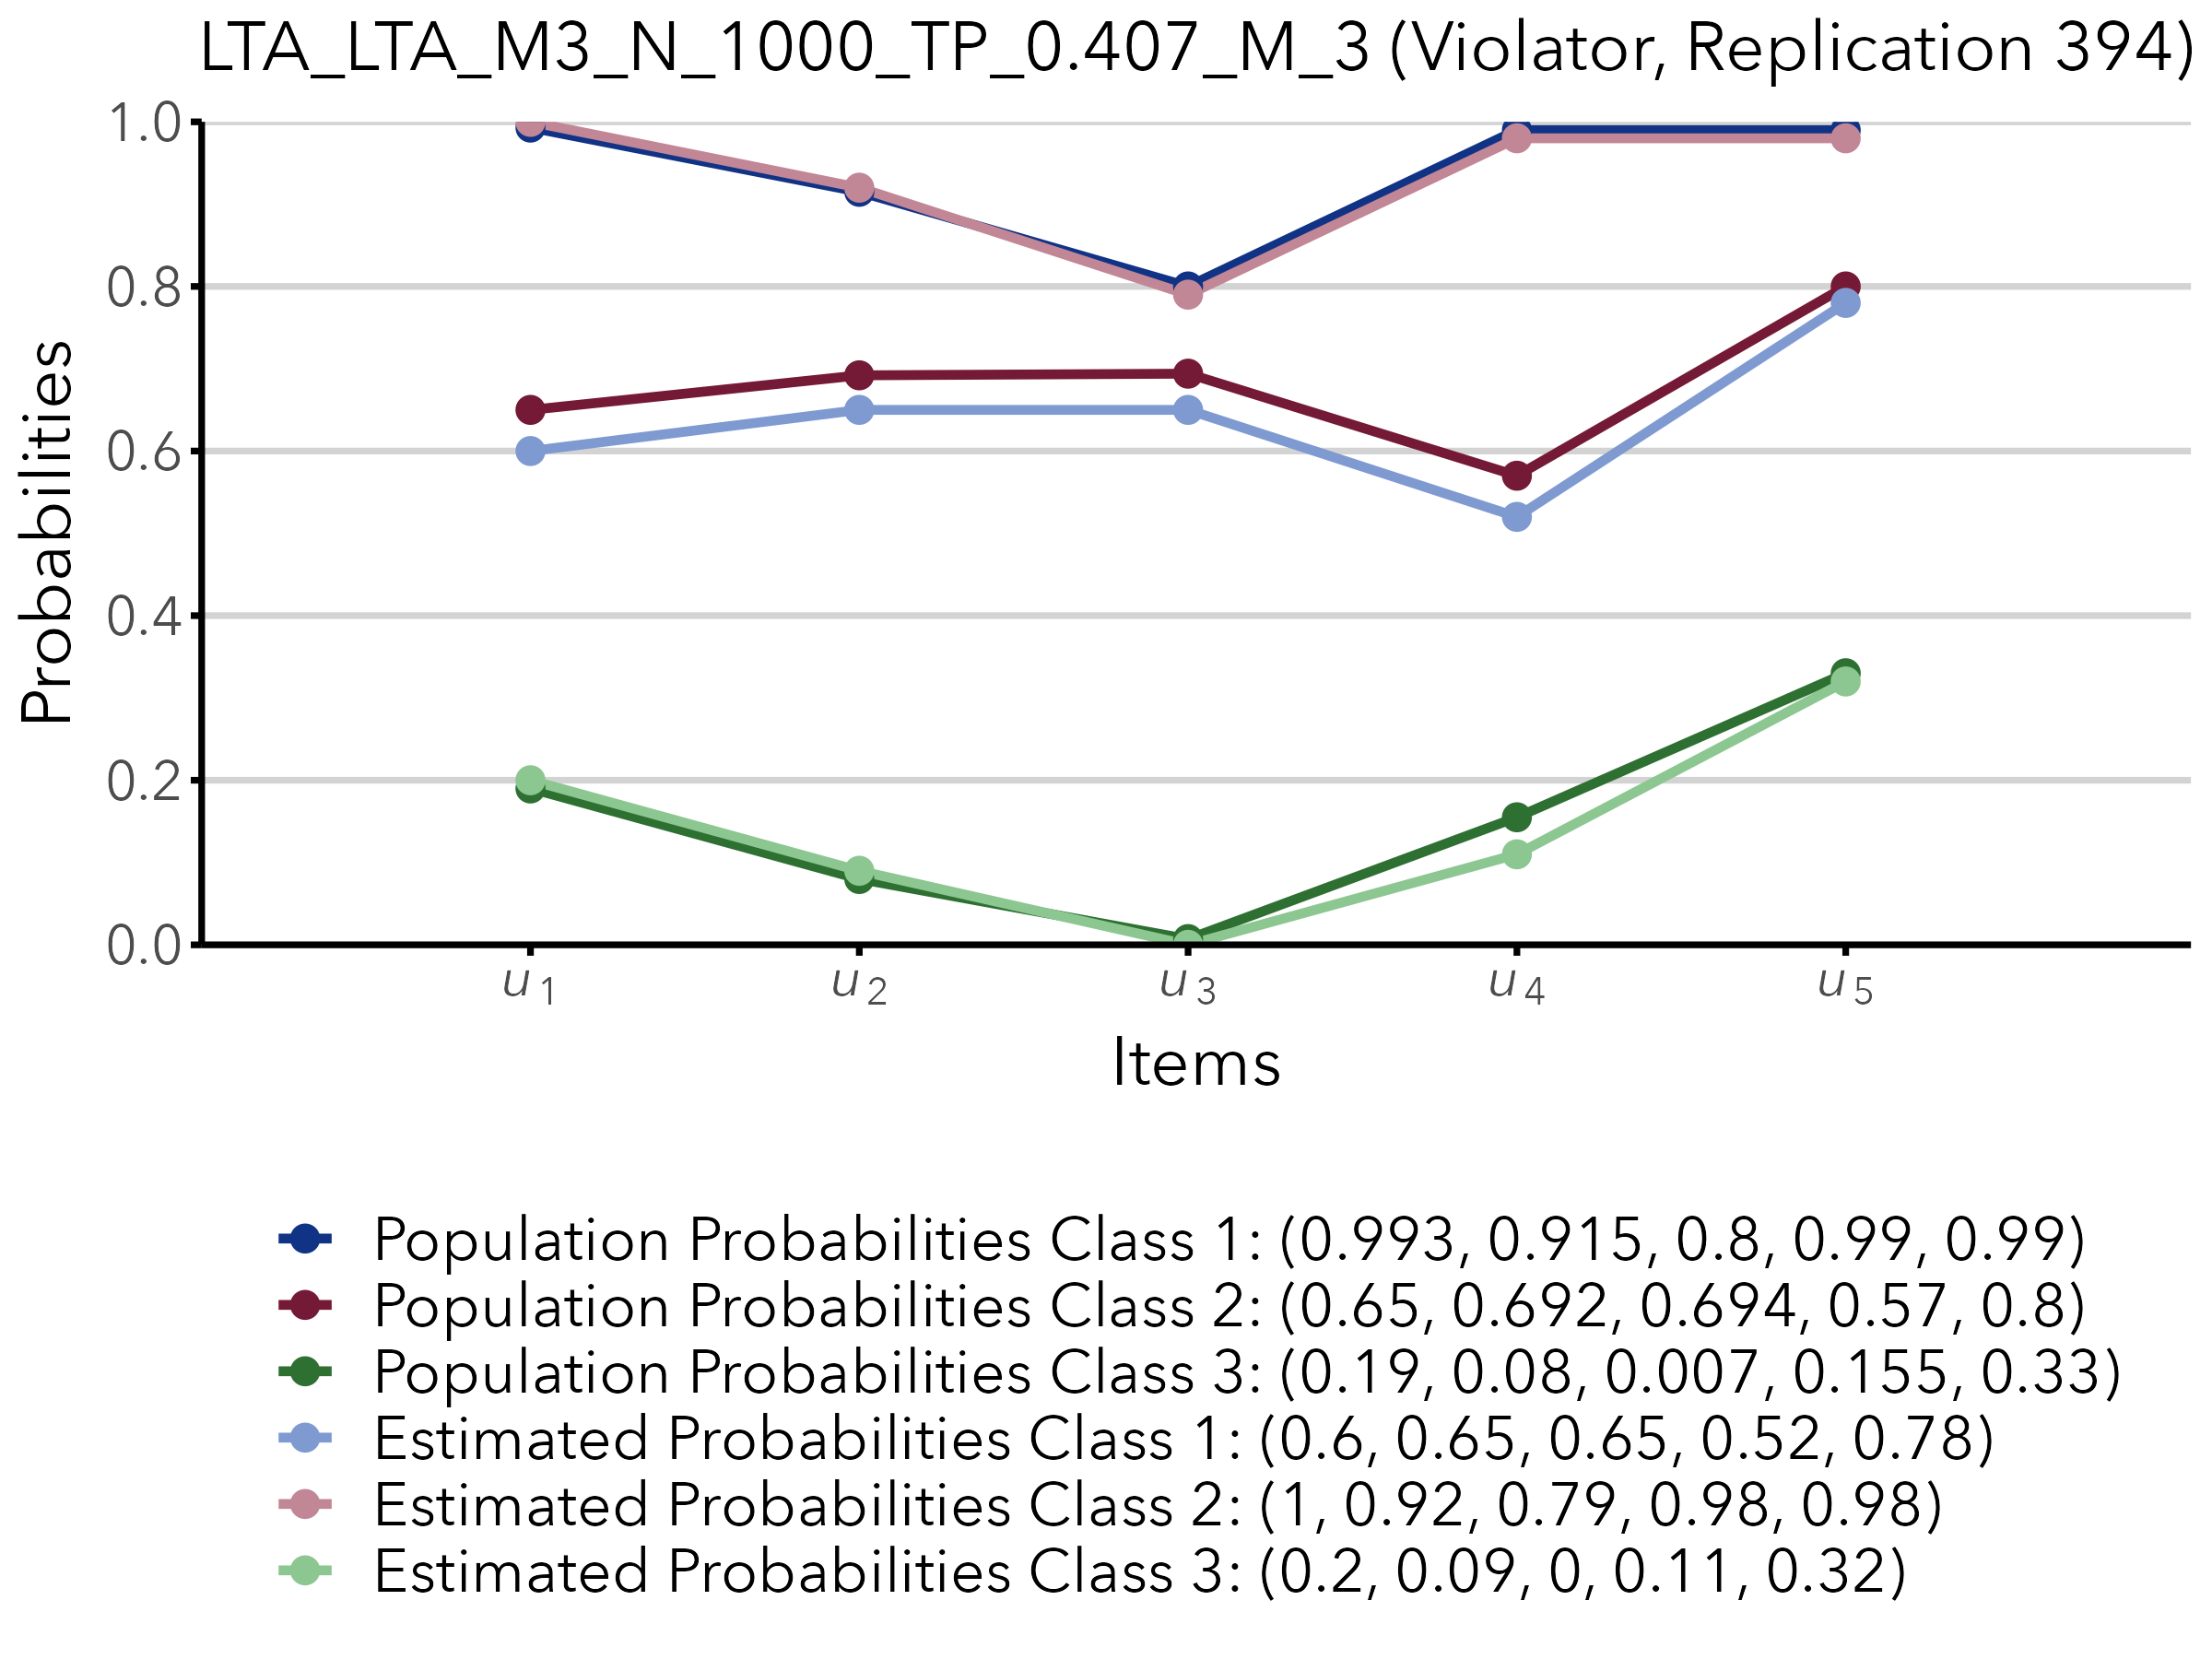 LTA_LTA_M3_N_1000_TP_0.407_M_3 (Violator, Replication 394)
Probabilities
1.0
0.8
0.6
0.4
0.2
0.0
u1 u2 u3 u4 u5
Items
Population Probabilities Class 1: (0.993, 0.915, 0.8, 0.99, 0.99)
Population Probabilities Class 2: (0.65, 0.692, 0.694, 0.57, 0.8)
Population Probabilities Class 3: (0.19, 0.08, 0.007, 0.155, 0.33)
Estimated Probabilities Class 1: (0.6, 0.65, 0.65, 0.52, 0.78)
Estimated Probabilities Class 2: (1, 0.92, 0.79, 0.98, 0.98)
Estimated Probabilities Class 3: (0.2, 0.09, 0, 0.11, 0.32)